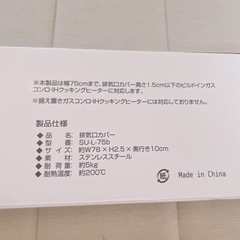 ※本製品は幅75cmまで、排気口カバー高さ1.5cm以下のビルドインガス
コンロ・IHクッキングヒーターに対応します。
※据え置きガスコンロ・IHクッキングヒーターには対応しておりません。
製品仕様
品 名： 排気口カバー
型 番： SU-L-75b
サイズ： 約W78×H2.5×奥行き10cm
素 材： ステンレススチール
耐 荷 重： 約5kg
耐熱温度： 約200℃
紙
Made in China